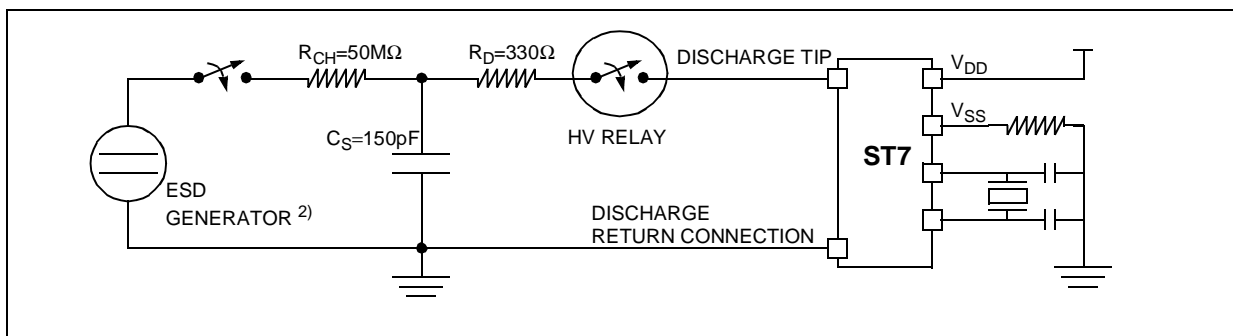 R_CH=50MΩ
R_D=330Ω
DISCHARGE TIP
V_DD
HV RELAY
C_S=150pF
V_SS
ST7
ESD
GENERATOR 2)
DISCHARGE
RETURN CONNECTION